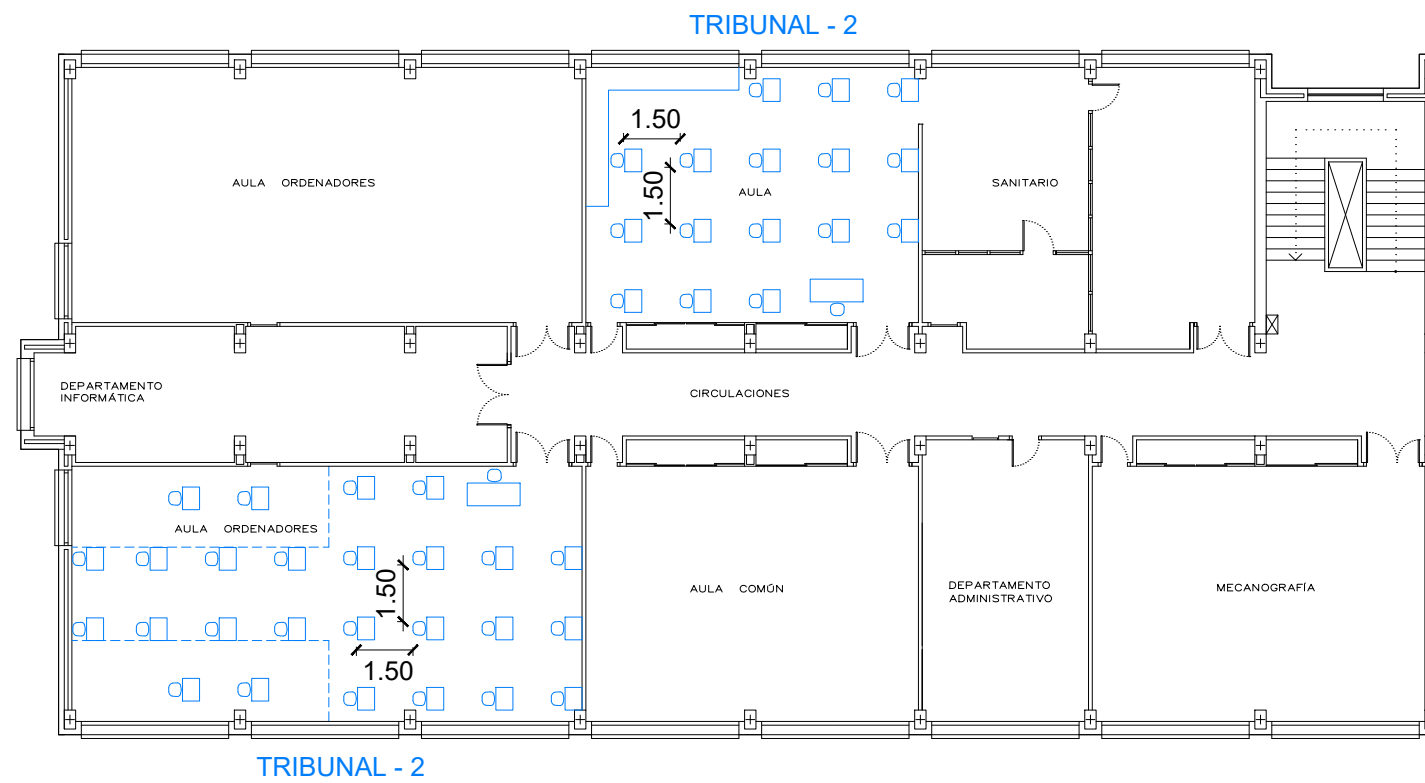 TRIBUNAL - 2
1.50
1.50
AULA ORDENADORES
AULA
SANITARIO
DEPARTAMENTO
INFORMÁTICA
CIRCULACIONES
AULA ORDENADORES
1.50
1.50
AULA COMÚN
DEPARTAMENTO
ADMINISTRATIVO
MECANOGRAFÍA
TRIBUNAL - 2